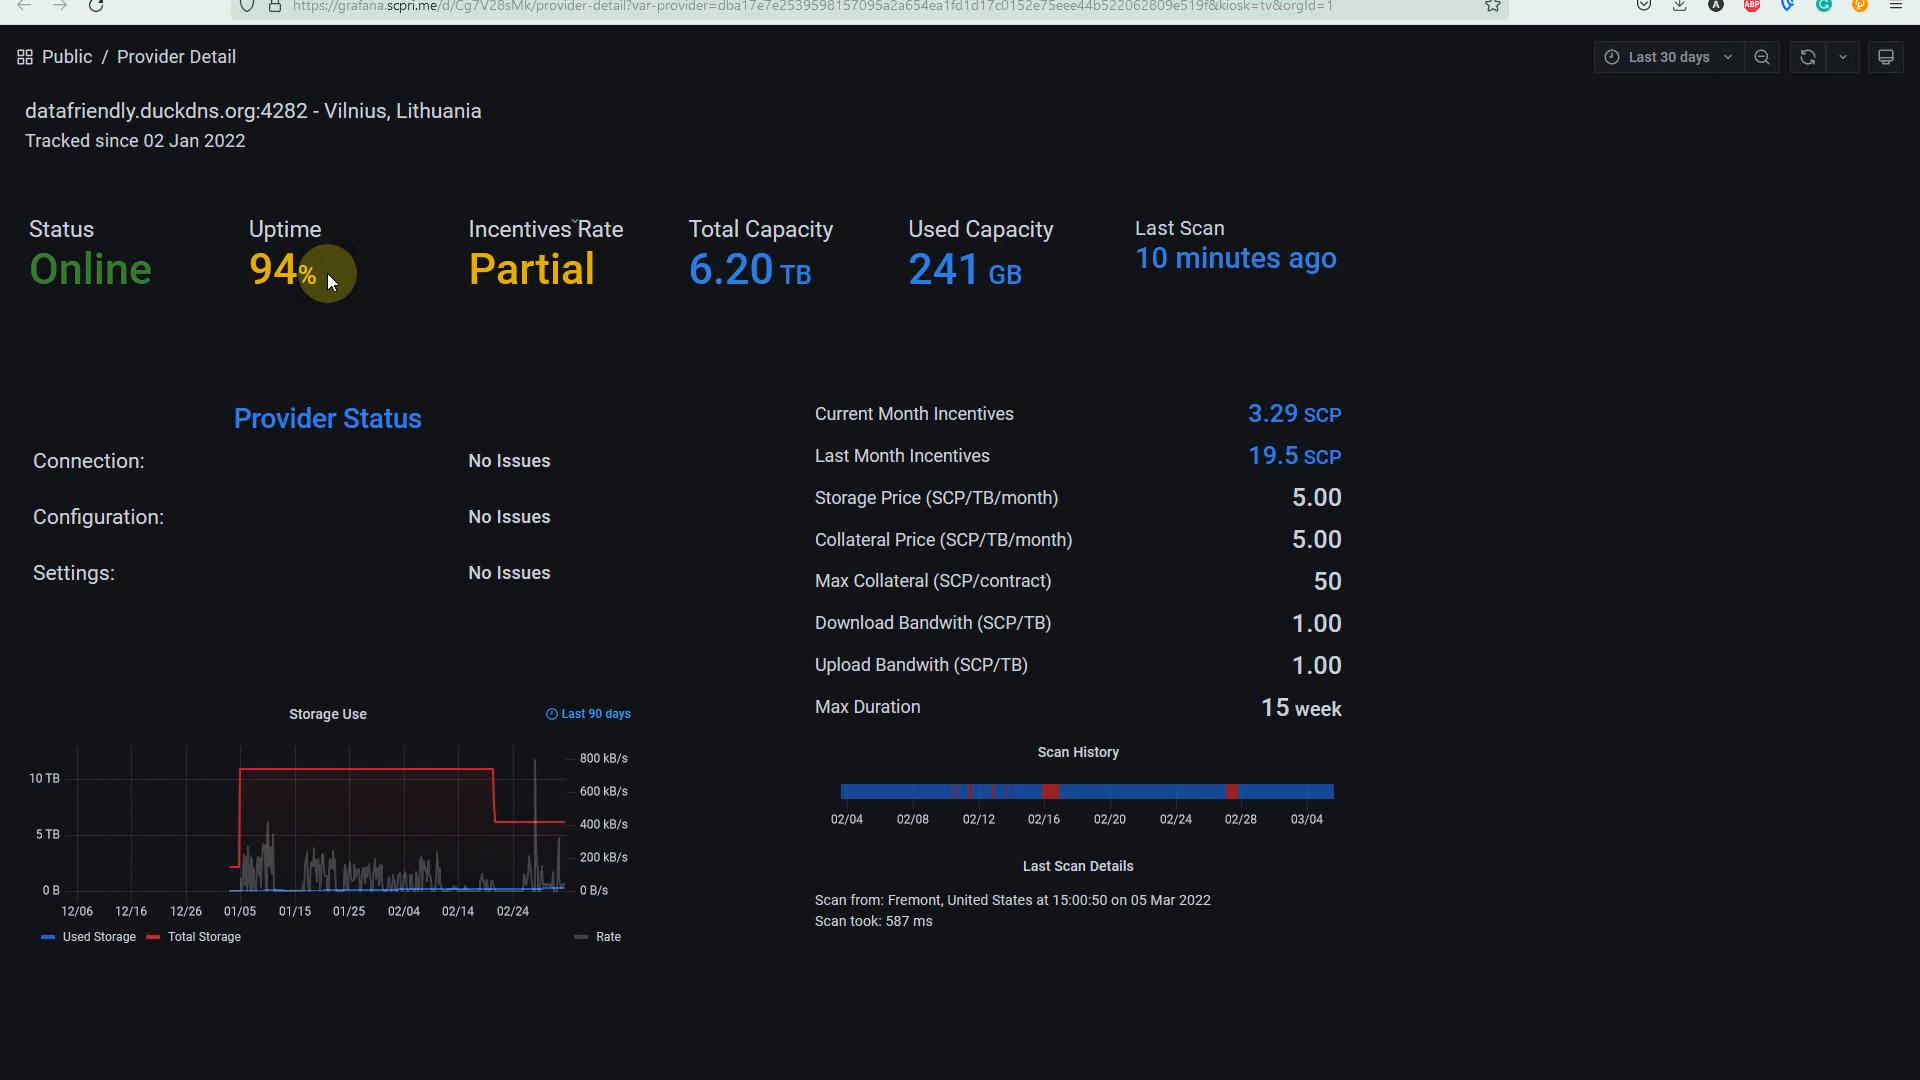 https://grafana.scpri.me/d/Cg7V28sMk/provider-detail?var-provider=dba17e7e2539598157095a2a654ea1fd1d17c0152e75eee44b522062809e519f&kiosk=tv&orgId=1
Public / Provider Detail
Last 30 days
datafriendly.duckdns.org:4282 - Vilnius, Lithuania
Tracked since 02 Jan 2022
Status
Uptime
Incentives Rate
Total Capacity
Used Capacity
Last Scan
Online
94%
Partial
6.20 TB
241 GB
10 minutes ago
Provider Status
Connection: No Issues
Configuration: No Issues
Settings: No Issues
Current Month Incentives 3.29 SCP
Last Month Incentives 19.5 SCP
Storage Price (SCP/TB/month) 5.00
Collateral Price (SCP/TB/month) 5.00
Max Collateral (SCP/contract) 50
Download Bandwith (SCP/TB) 1.00
Upload Bandwith (SCP/TB) 1.00
Max Duration 15 week
Storage Use
Last 90 days
10 TB
5 TB
0 B
800 kB/s
600 kB/s
400 kB/s
200 kB/s
0 B/s
12/06 12/16 12/26 01/05 01/15 01/25 02/04 02/14 02/24
Used Storage Total Storage Rate
Scan History
02/04 02/08 02/12 02/16 02/20 02/24 02/28 03/04
Last Scan Details
Scan from: Fremont, United States at 15:00:50 on 05 Mar 2022
Scan took: 587 ms